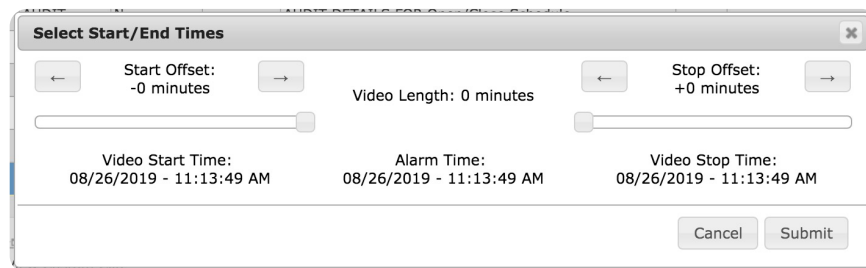 Select Start/End Times
Start Offset:
-0 minutes
Video Length: 0 minutes
Stop Offset:
+0 minutes
Video Start Time:
08/26/2019 - 11:13:49 AM
Alarm Time:
08/26/2019 - 11:13:49 AM
Video Stop Time:
08/26/2019 - 11:13:49 AM
Cancel
Submit